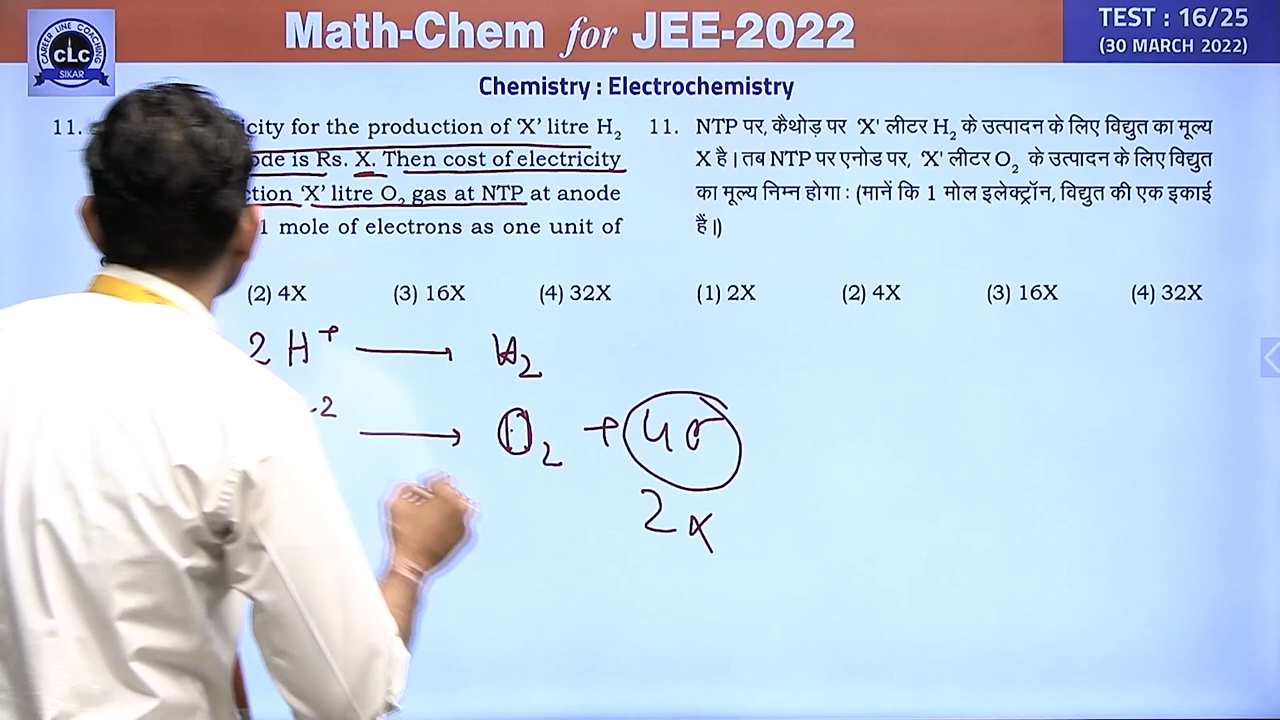 Math-Chem for JEE-2022
TEST : 16/25
(30 MARCH 2022)
CAREER LINE COACHING
CLC
SIKAR
Chemistry : Electrochemistry
11. city for the production of 'X' litre H₂
is Rs. X. Then cost of electricity
'X' litre O₂ gas at NTP at anode
1 mole of electrons as one unit of
(2) 4X (3) 16X (4) 32X
11. NTP पर, कैथोड़ पर 'X' लीटर H₂ के उत्पादन के लिए विद्युत का मूल्य
X है। तब NTP पर एनोड पर, 'X' लीटर O₂ के उत्पादन के लिए विद्युत
का मूल्य निम्न होगा : (मानें कि 1 मोल इलेक्ट्रॉन, विद्युत की एक इकाई
है।)
(1) 2X (2) 4X (3) 16X (4) 32X
2 H⁺ ⟶ H₂
-2 ⟶ O₂ + 4e⁻
2x